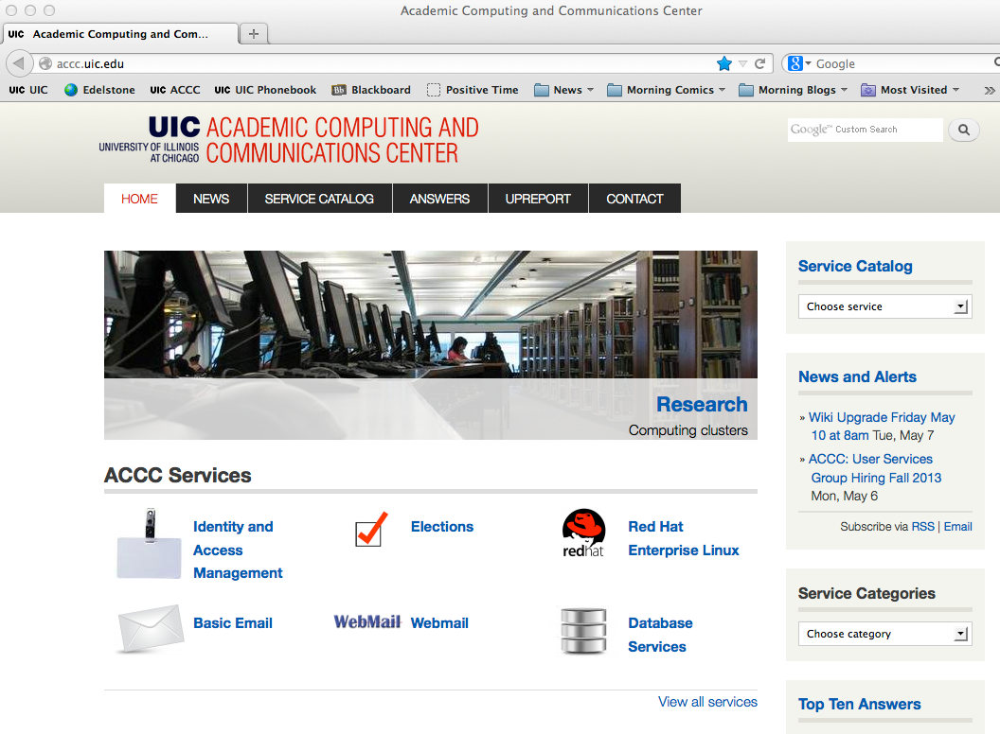 Academic Computing and Communications Center
UIC Academic Computing and Com...
accc.uic.edu
Google
UIC UIC
Edelstone
UIC ACCC
UIC UIC Phonebook
Bb Blackboard
Positive Time
News
Morning Comics
Morning Blogs
Most Visited
UIC
UNIVERSITY OF ILLINOIS
AT CHICAGO
ACADEMIC COMPUTING AND
COMMUNICATIONS CENTER
Google™ Custom Search
HOME
NEWS
SERVICE CATALOG
ANSWERS
UPREPORT
CONTACT
Research
Computing clusters
ACCC Services
Identity and
Access
Management
Elections
redhat
Red Hat
Enterprise Linux
Basic Email
WebMail
Webmail
Database
Services
View all services
Service Catalog
Choose service
News and Alerts
» Wiki Upgrade Friday May
10 at 8am Tue, May 7
» ACCC: User Services
Group Hiring Fall 2013
Mon, May 6
Subscribe via RSS | Email
Service Categories
Choose category
Top Ten Answers